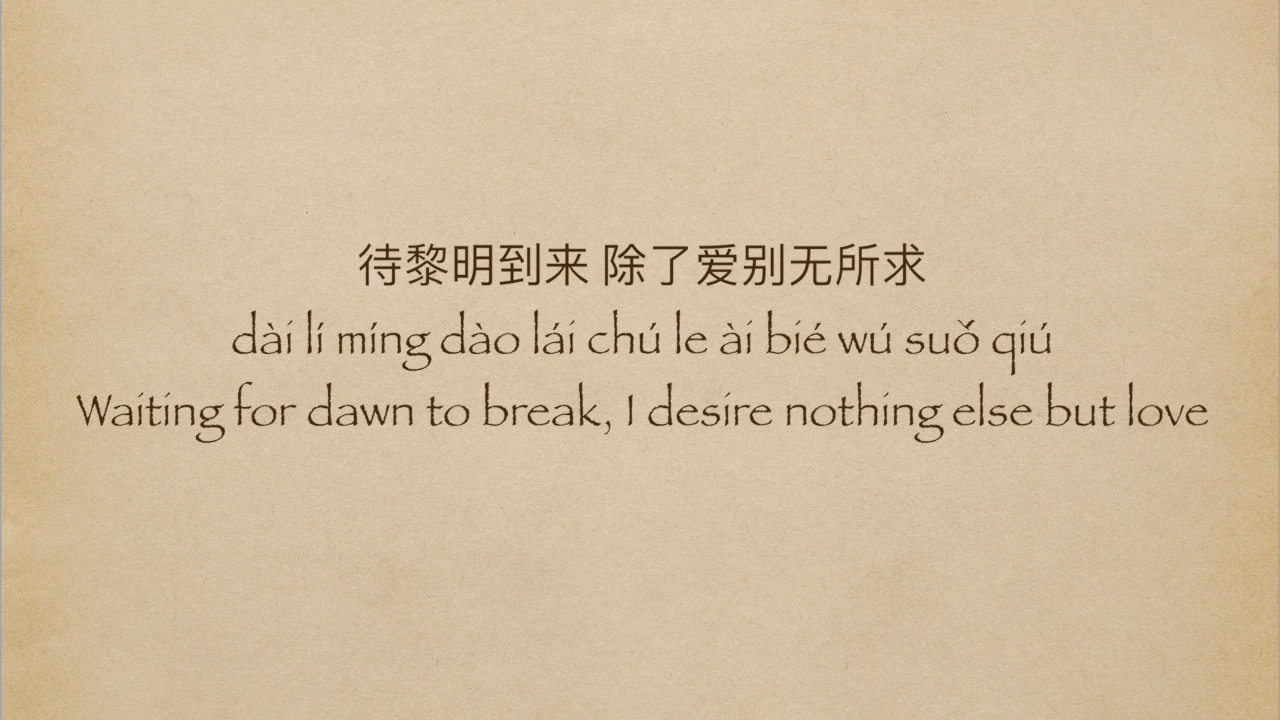 待黎明到来 除了爱别无所求
dài lí míng dào lái chú le ài bié wú suǒ qiú
Waiting for dawn to break, I desire nothing else but love